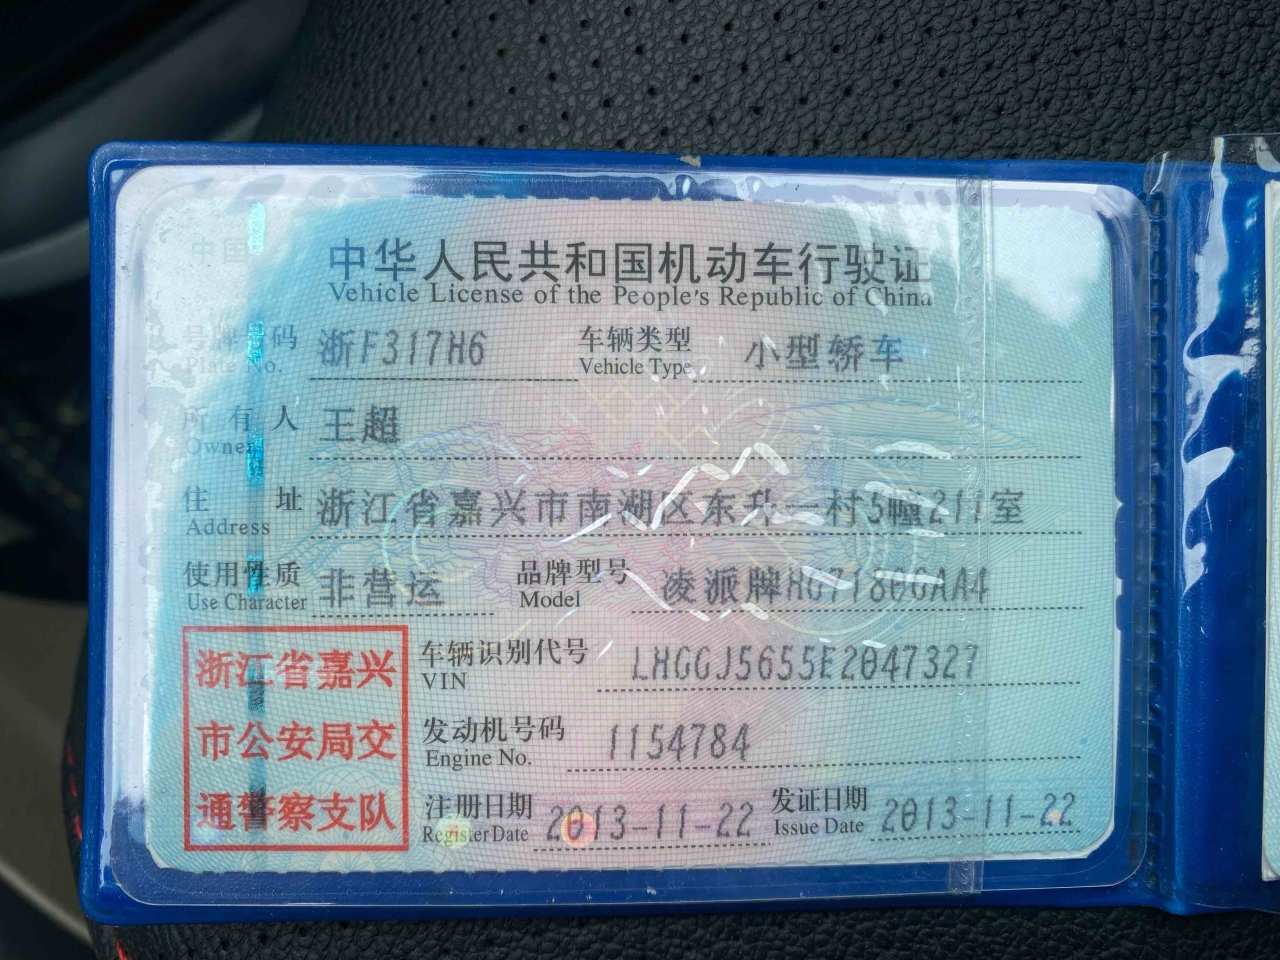 中华人民共和国机动车行驶证
Vehicle License of the People's Republic of China
号牌号码 浙F317H6 车辆类型 小型轿车
Plate No. Vehicle Type
所有人 王超
Owner
住址 浙江省嘉兴市南湖区东升一村5幢211室
Address
使用性质 非营运 品牌型号 凌派牌HG7180GAA4
Use Character Model
浙江省嘉兴
市公安局交
通警察支队
车辆识别代号 LHGGJ5655E2047327
VIN
发动机号码 1154784
Engine No.
注册日期 2013-11-22 发证日期 2013-11-22
Register Date Issue Date